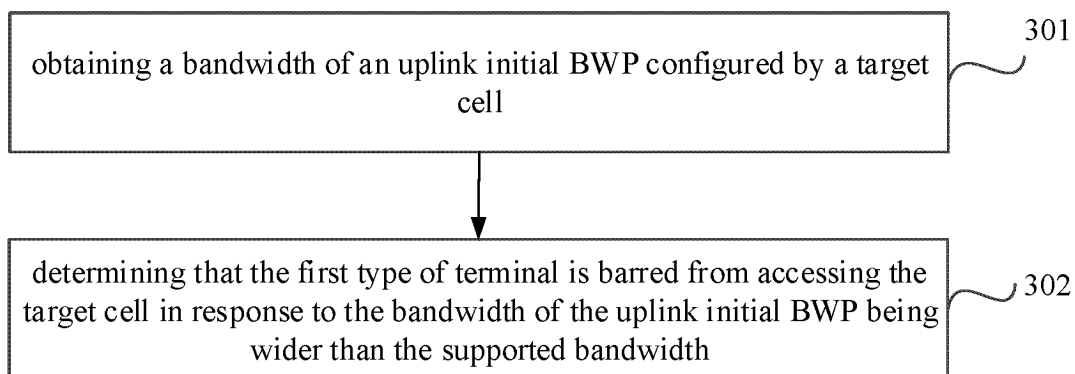 301
obtaining a bandwidth of an uplink initial BWP configured by a target
cell
determining that the first type of terminal is barred from accessing the
target cell in response to the bandwidth of the uplink initial BWP being
wider than the supported bandwidth
302